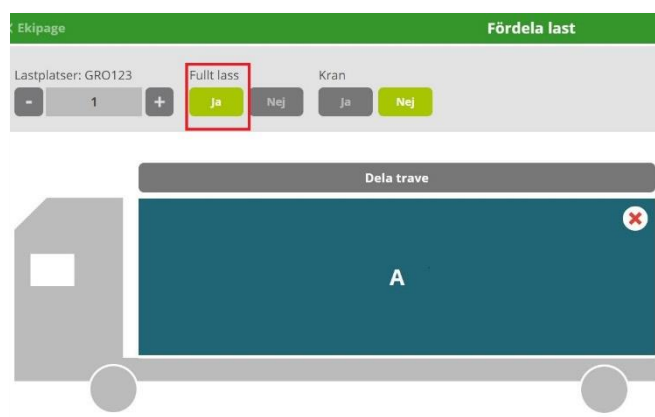 Ekipage
Fördela last
Lastplatser: GRO123
Fullt lass
Kran
- 1 +
Ja Nej
Ja Nej
Dela trave
A